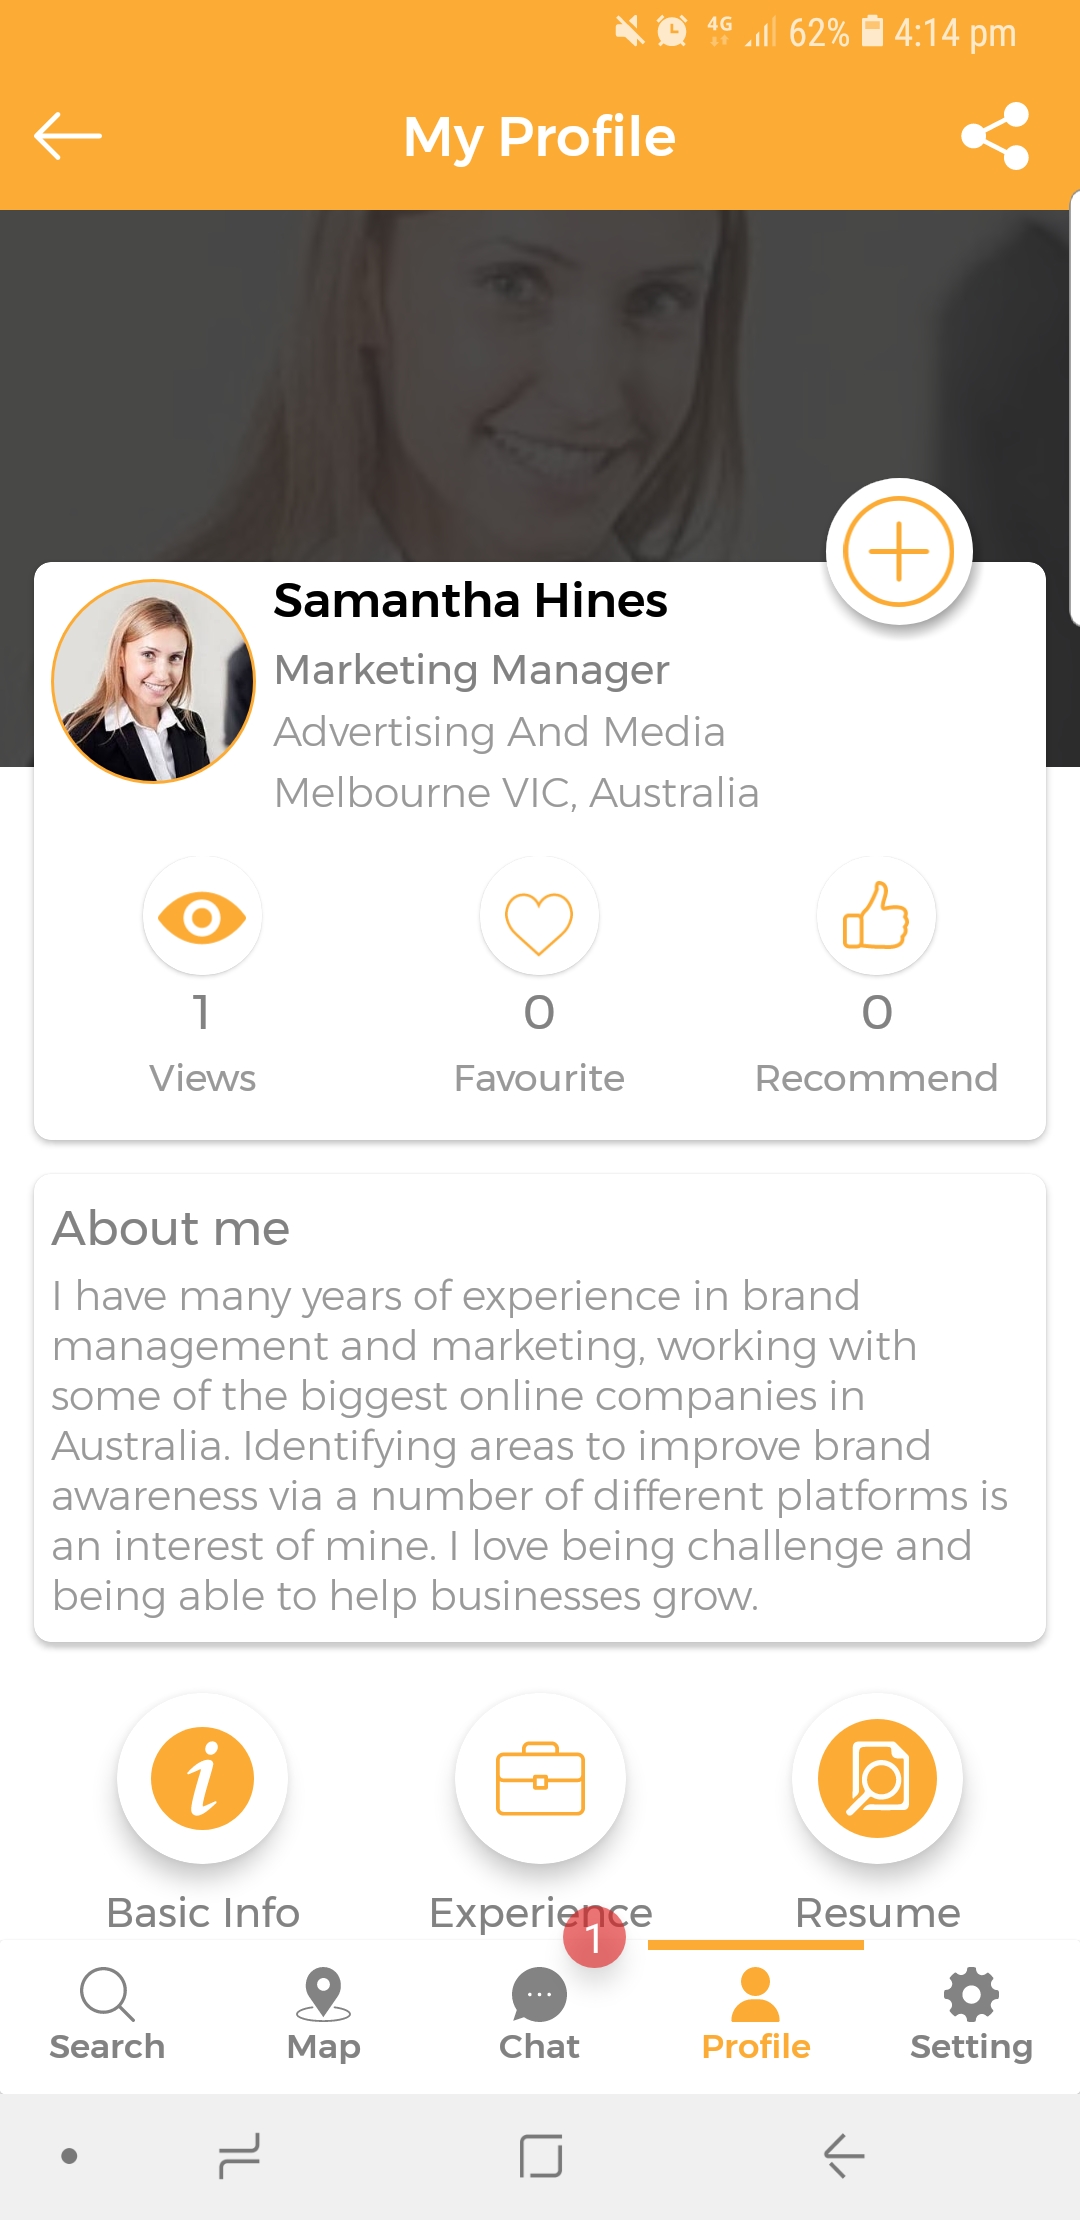 4G 62% 4:14 pm
My Profile
Samantha Hines
Marketing Manager
Advertising And Media
Melbourne VIC, Australia
1 0 0
Views Favourite Recommend
About me
I have many years of experience in brand
management and marketing, working with
some of the biggest online companies in
Australia. Identifying areas to improve brand
awareness via a number of different platforms is
an interest of mine. I love being challenge and
being able to help businesses grow.
Basic Info Experience Resume
1
Search Map Chat Profile Setting